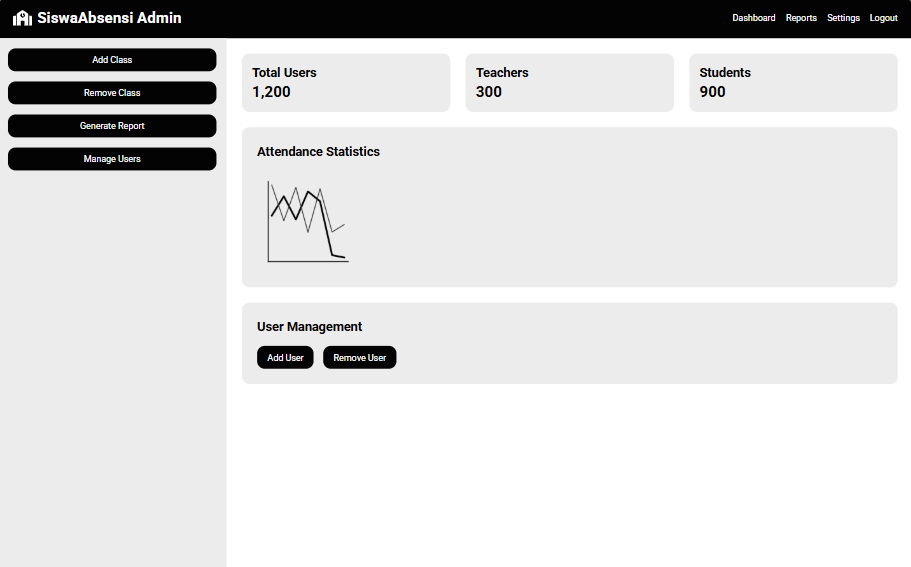 SiswaAbsensi Admin
Dashboard Reports Settings Logout
Add Class
Remove Class
Generate Report
Manage Users
Total Users
1,200
Teachers
300
Students
900
Attendance Statistics
User Management
Add User
Remove User